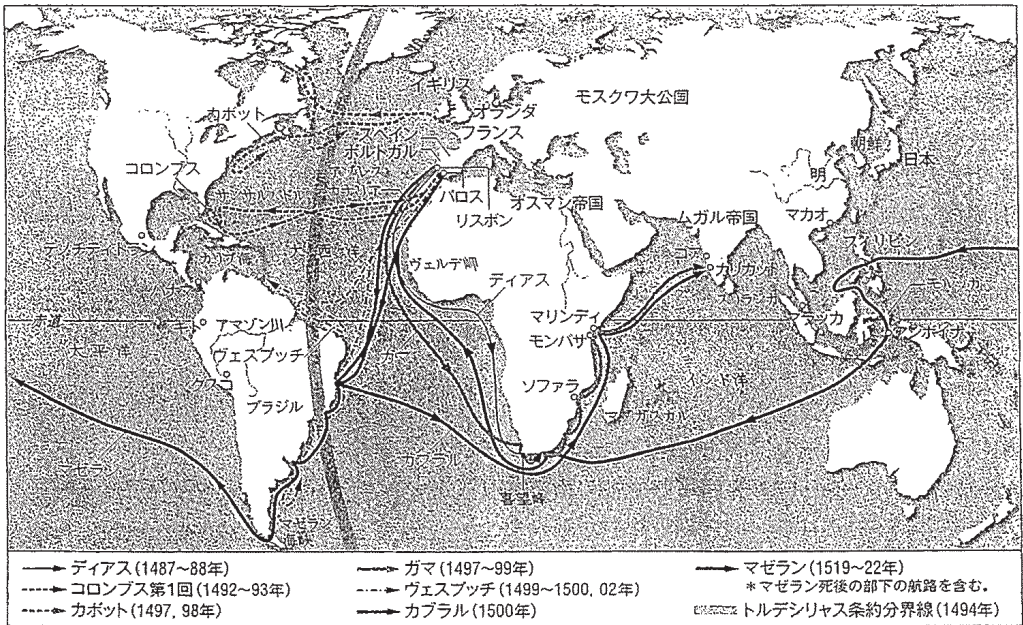 イギリス
モスクワ大公国
オランダ
カボット
フランス
スペイン
ポルトガル
朝鮮
日本
コロンブス
明
パロス
オスマン帝国
リスボン
ムガル帝国
マカオ
フィリピン
ゴア
カリカット
ヴェルデ岬
ディアス
マリンディ
モンバサ
赤道
アマゾン川
アンボイナ
太平洋
ヴェスプッチ
クスコ
ソファラ
インド洋
ブラジル
マダガスカル
カブラル
マゼラン
喜望峰
マゼラン
海峡
ディアス(1487〜88年)
ガマ(1497〜99年)
マゼラン(1519〜22年)
コロンブス第1回(1492〜93年)
ヴェスプッチ(1499〜1500, 02年)
*マゼラン死後の部下の航路を含む。
カボット(1497, 98年)
カブラル(1500年)
トルデシリャス条約分界線(1494年)